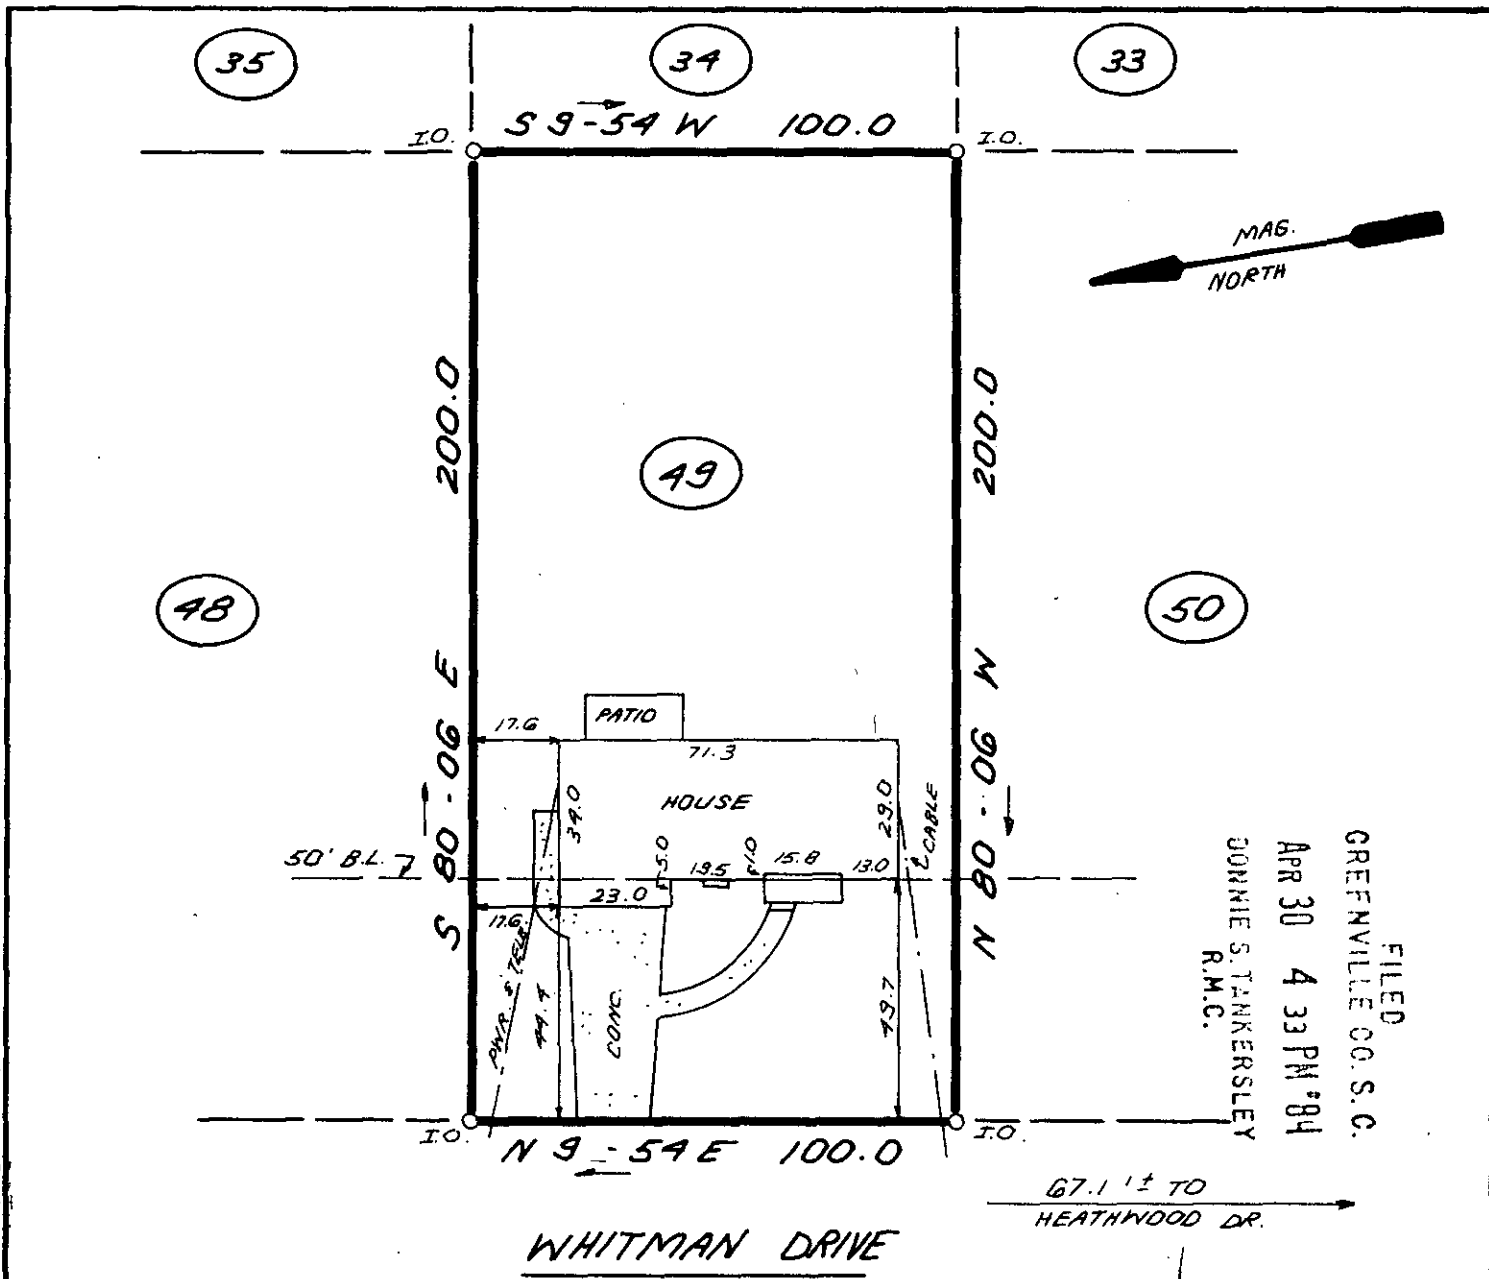 35
34
33
S 9-54 W 100.0
I.O.
I.O.
MAG.
NORTH
200.0
200.0
49
48
50
S 80-06 E
N 80-06 W
PATIO
17.6
71.3
HOUSE
34.0
29.0
CABLE
50' B.L.
5.0
19.5
1.0
15.8
13.0
23.0
17.6
PWR. & TELE.
44.4
CONC.
49.7
I.O.
I.O.
N 9-54 E 100.0
FILED
GREENVILLE CO. S. C.
APR 30 4 33 PM '84
DONNIE S. TANKERSLEY
R.M.C.
67.1 '± TO
HEATHWOOD DR.
WHITMAN DRIVE